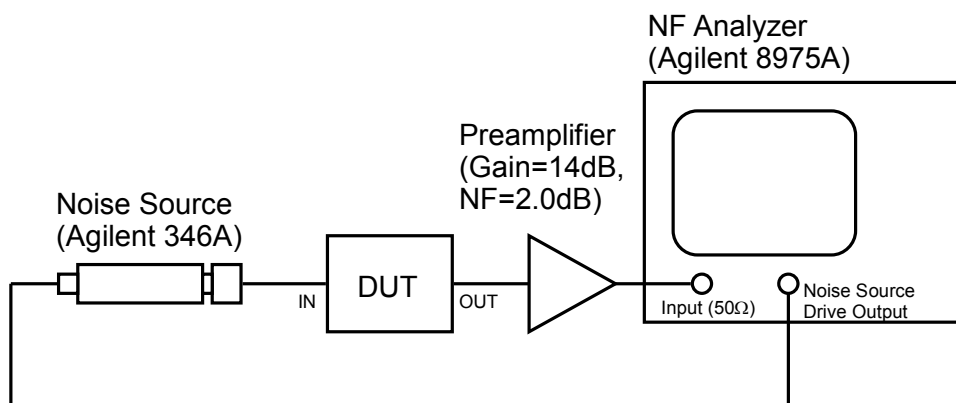 NF Analyzer
(Agilent 8975A)
Preamplifier
(Gain=14dB,
NF=2.0dB)
Noise Source
(Agilent 346A)
IN
DUT
OUT
Input (50Ω)
Noise Source
Drive Output